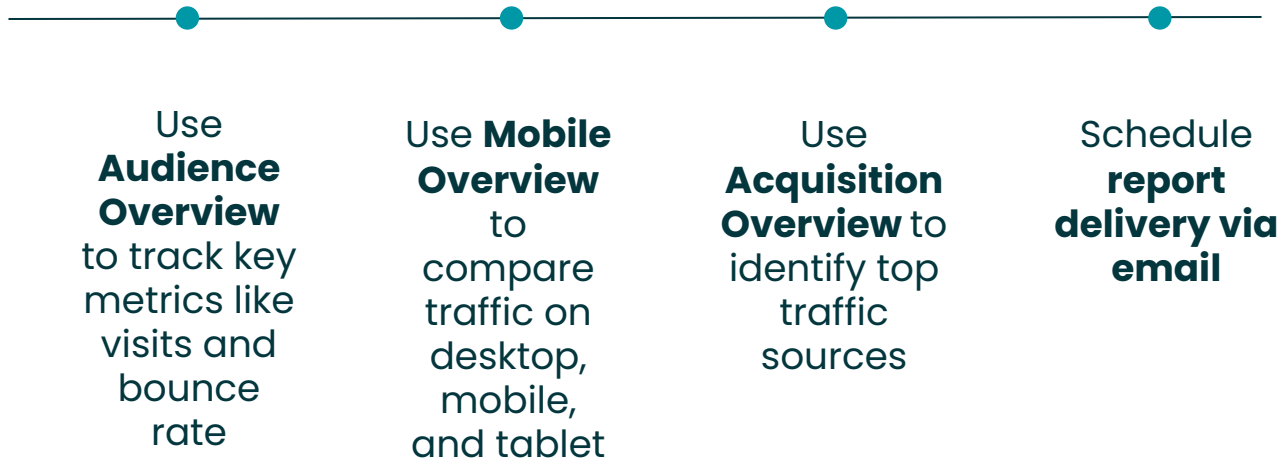 Use
Audience
Overview
to track key
metrics like
visits and
bounce
rate
Use Mobile
Overview
to
compare
traffic on
desktop,
mobile,
and tablet
Use
Acquisition
Overview to
identify top
traffic
sources
Schedule
report
delivery via
email